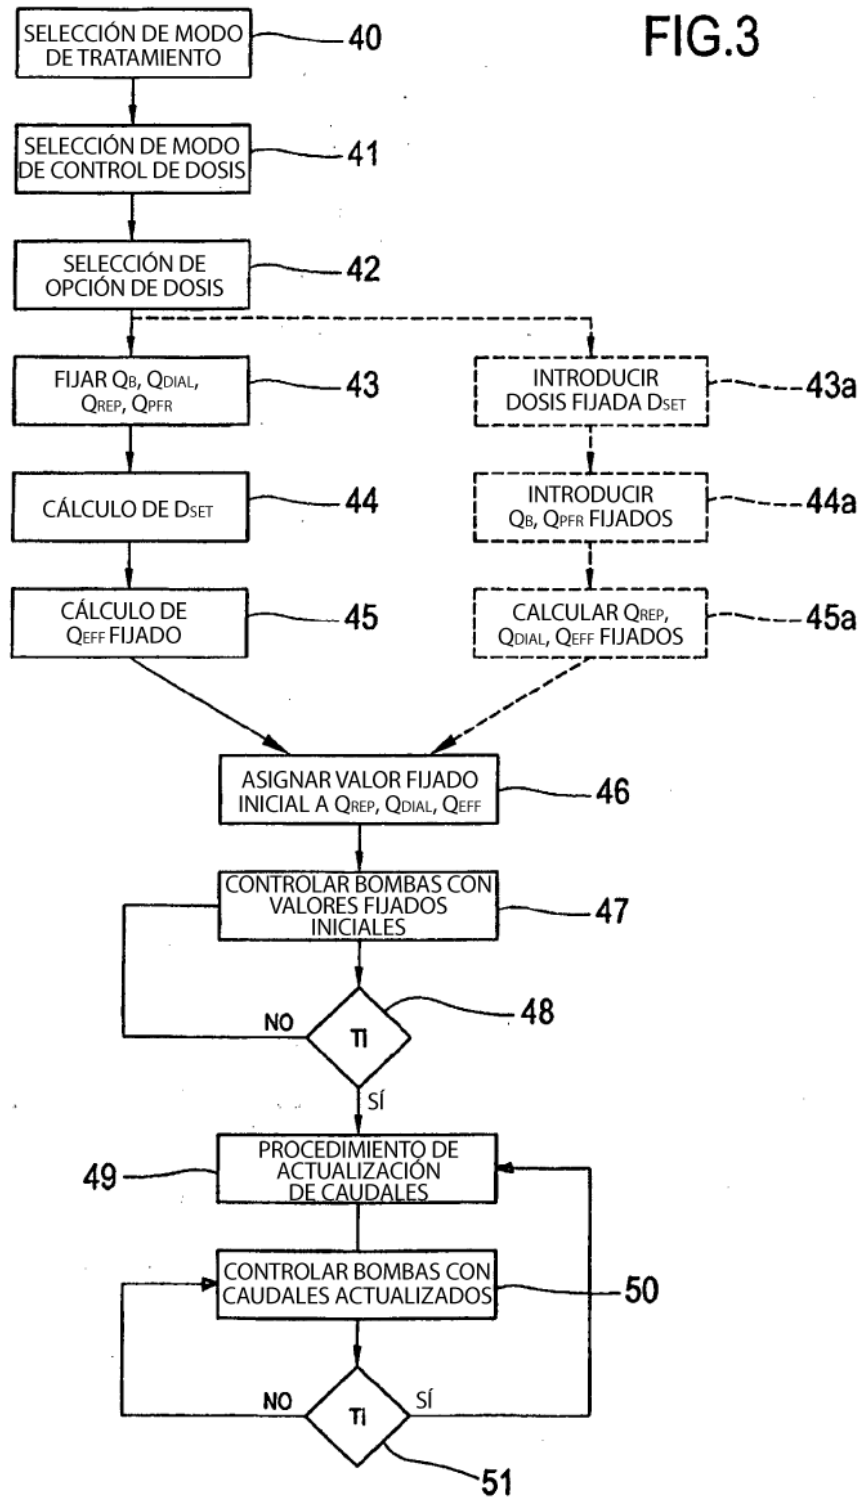 FIG.3
SELECCIÓN DE MODO
DE TRATAMIENTO
40
SELECCIÓN DE MODO
DE CONTROL DE DOSIS
41
SELECCIÓN DE
OPCIÓN DE DOSIS
42
FIJAR QB, QDIAL,
QREP, QPFR
43
INTRODUCIR
DOSIS FIJADA DSET
43a
CÁLCULO DE DSET
44
INTRODUCIR
QB, QPFR FIJADOS
44a
CÁLCULO DE
QEFF FIJADO
45
CALCULAR QREP,
QDIAL, QEFF FIJADOS
45a
ASIGNAR VALOR FIJADO
INICIAL A QREP, QDIAL, QEFF
46
CONTROLAR BOMBAS CON
VALORES FIJADOS
INICIALES
47
NO
Ti
48
SÍ
PROCEDIMIENTO DE
ACTUALIZACIÓN
DE CAUDALES
49
CONTROLAR BOMBAS CON
CAUDALES ACTUALIZADOS
50
NO
Ti
SÍ
51